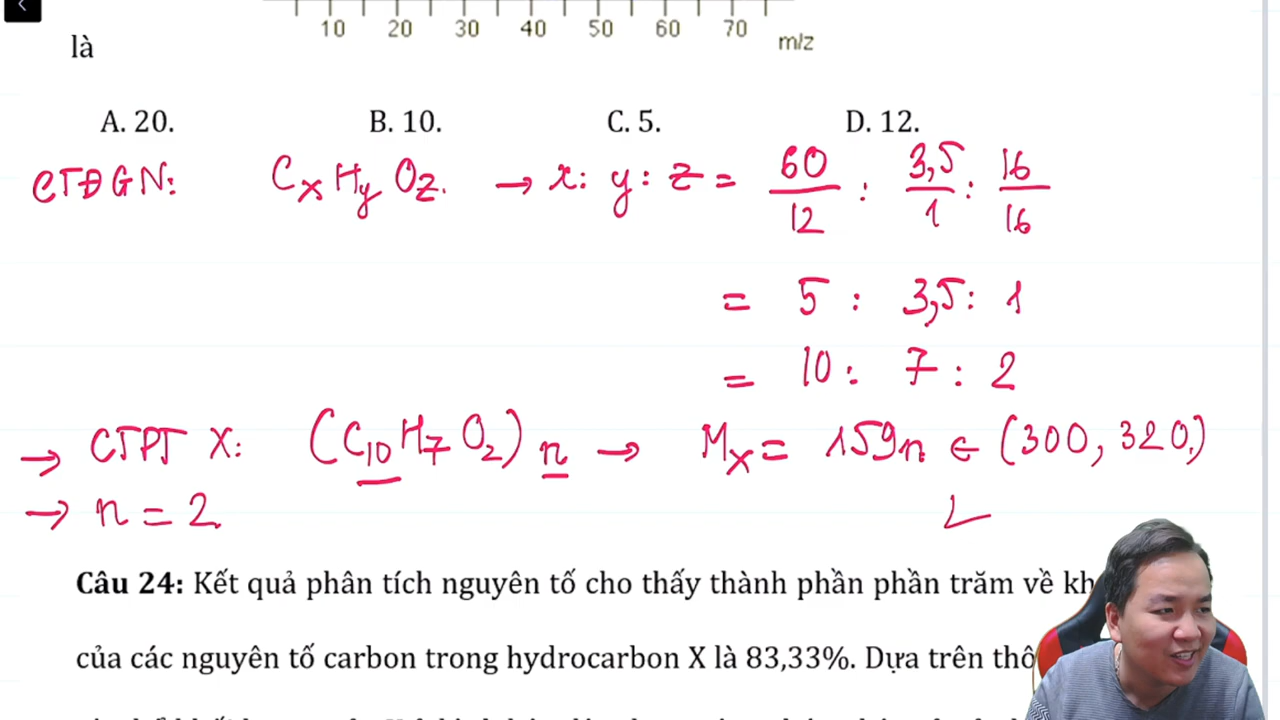 10 20 30 40 50 60 70 m/z
là
A. 20. B. 10. C. 5. D. 12.
CTĐGN: CxHyOz. → x: y: z = 60/12 : 3,5/1 : 16/16
= 5 : 3,5 : 1
= 10 : 7 : 2
→ CTPT X: (C10H7O2)n → Mx = 159n ∈ (300, 320)
→ n = 2
Câu 24: Kết quả phân tích nguyên tố cho thấy thành phần phần trăm về
của các nguyên tố carbon trong hydrocarbon X là 83,33%. Dựa trên